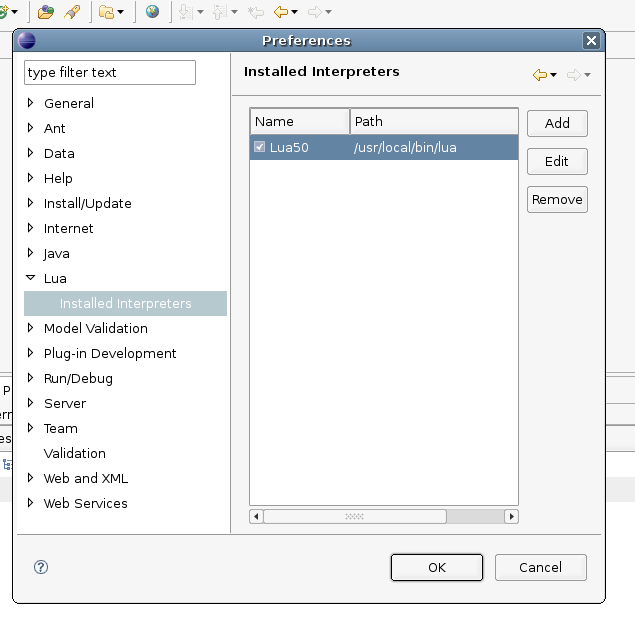 Preferences
type filter text
General
Ant
Data
Help
Install/Update
Internet
Java
Lua
Installed Interpreters
Model Validation
Plug-in Development
Run/Debug
Server
Team
Validation
Web and XML
Web Services
Installed Interpreters
Name Path
Lua50 /usr/local/bin/lua
Add
Edit
Remove
OK Cancel